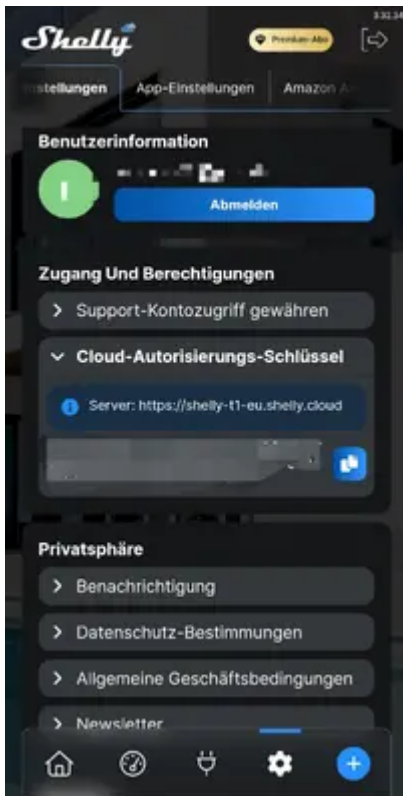 3.32.34
Shelly
Premium-Abo
nstellungen
App-Einstellungen
Amazon A
Benutzerinformation
Abmelden
Zugang Und Berechtigungen
Support-Kontozugriff gewähren
Cloud-Autorisierungs-Schlüssel
Server: https://shelly-t1-eu.shelly.cloud
Privatsphäre
Benachrichtigung
Datenschutz-Bestimmungen
Allgemeine Geschäftsbedingungen
Newsletter